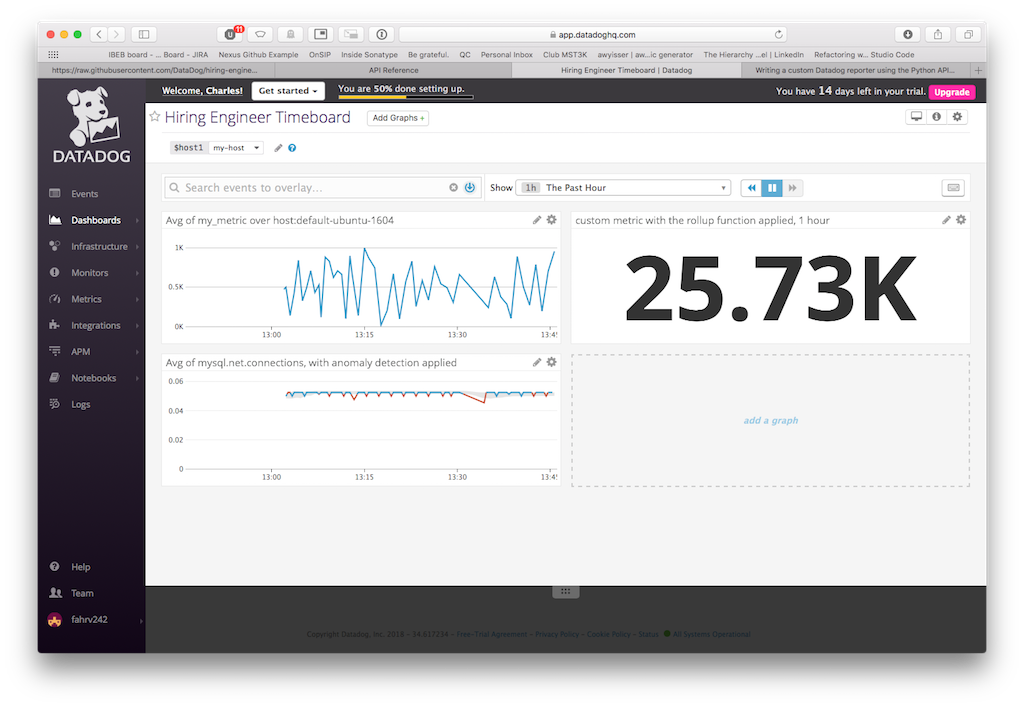 11
app.datadoghq.com
IBEB board - ... Board - JIRA Nexus Github Example OnSIP Inside Sonatype Be grateful. QC Personal Inbox Club MST3K awyisser | aw...ic generator The Hierarchy ...el | LinkedIn Refactoring w... Studio Code
https://raw.githubusercontent.com/DataDog/hiring-engine... API Reference Hiring Engineer Timeboard | Datadog Writing a custom Datadog reporter using the Python API...
DATADOG
Welcome, Charles! Get started You are 50% done setting up. You have 14 days left in your trial. Upgrade
Hiring Engineer Timeboard Add Graphs +
$host1 my-host
Events
Dashboards
Infrastructure
Monitors
Metrics
Integrations
APM
Notebooks
Logs
Help
Team
fahrv242
Search events to overlay... Show 1h The Past Hour
Avg of my_metric over host:default-ubuntu-1604
1K
0.5K
0K
13:00 13:15 13:30 13:4
custom metric with the rollup function applied, 1 hour
25.73K
Avg of mysql.net.connections, with anomaly detection applied
0.06
0.04
0.02
0
13:00 13:15 13:30 13:4
add a graph
Copyright Datadog, Inc. 2018 - 34.617234 - Free-Trial Agreement - Privacy Policy - Cookie Policy - Status All Systems Operational